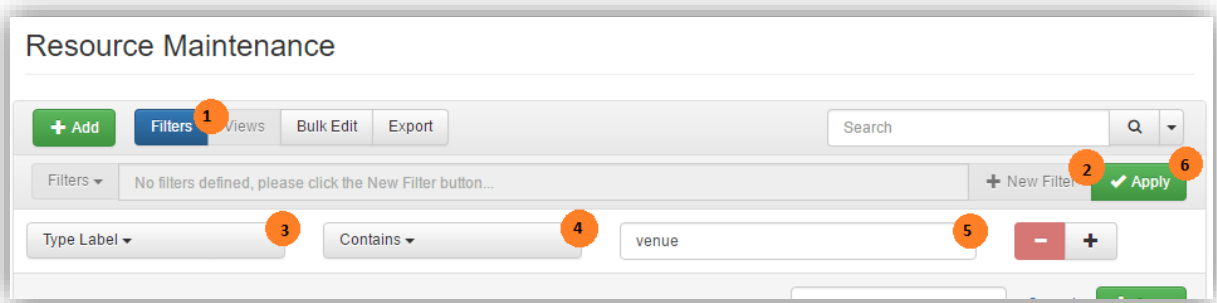 Resource Maintenance
+ Add Filters 1 Views Bulk Edit Export Search
Filters No filters defined, please click the New Filter button... + New Filter 2 Apply 6
Type Label 3 Contains 4 venue 5 − +